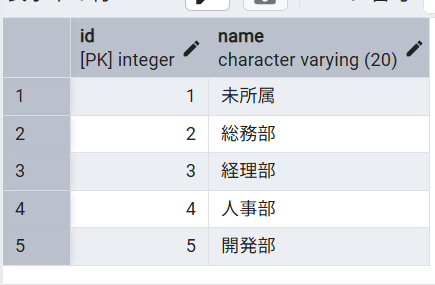 id name
[PK] integer character varying (20)
1 1 未所属
2 2 総務部
3 3 経理部
4 4 人事部
5 5 開発部